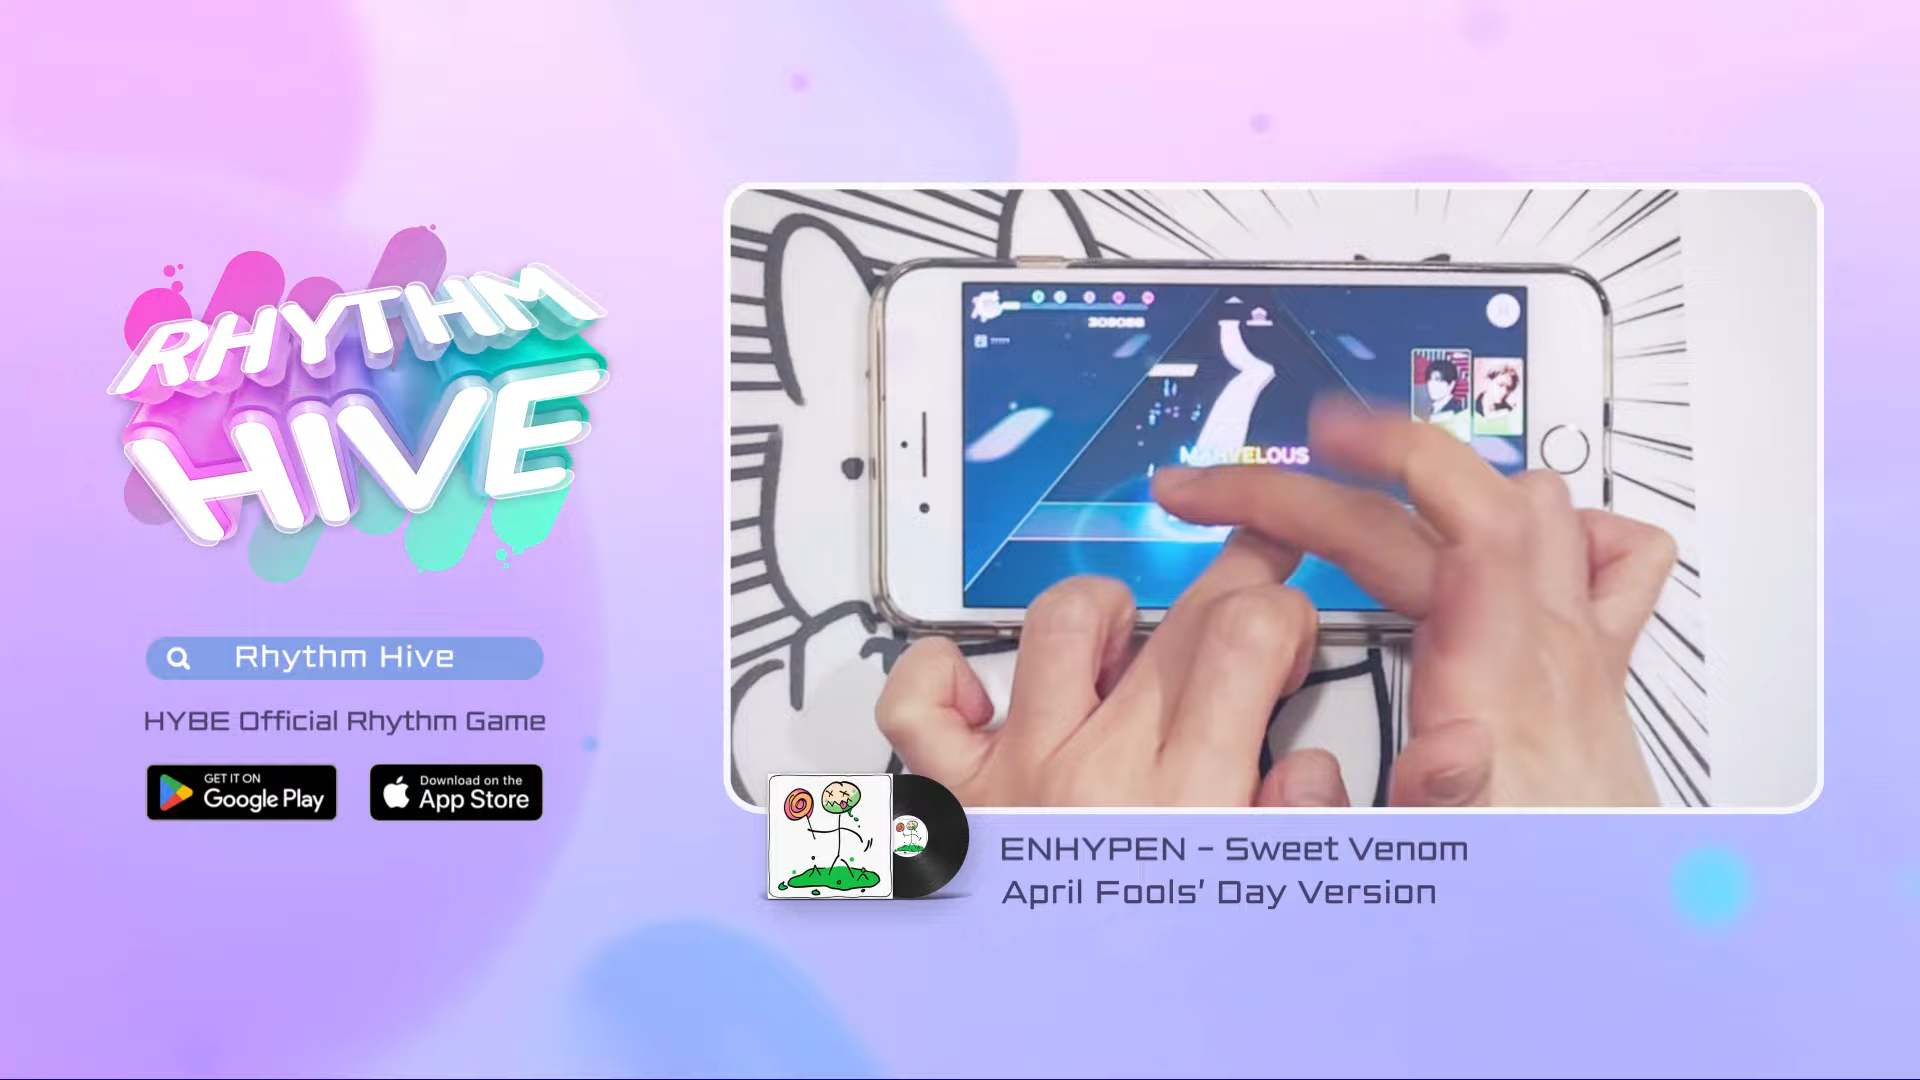 RHYTHM
HIVE
Rhythm Hive
HYBE Official Rhythm Game
GET IT ON
Google Play
Download on the
App Store
MARVELOUS
ENHYPEN - Sweet Venom
April Fools' Day Version